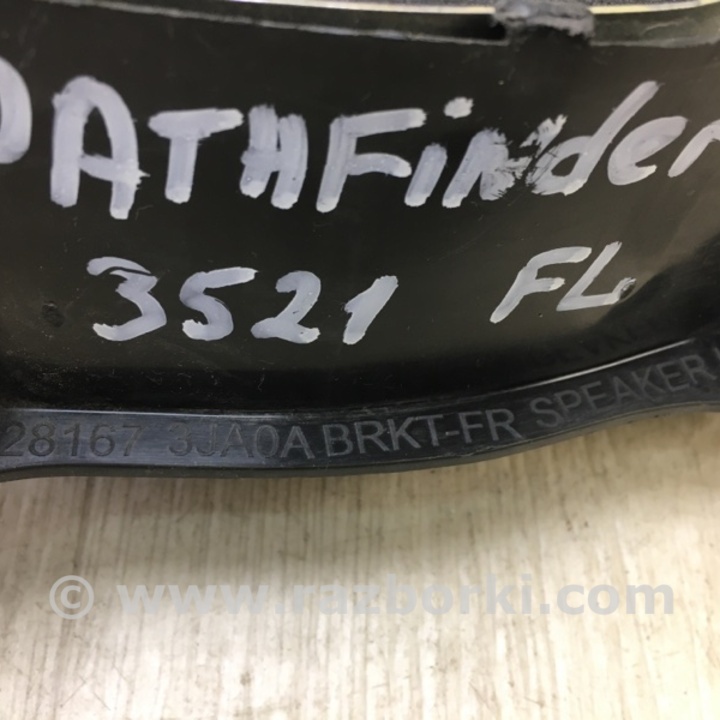 PATHFinder
3521 FL
28167 3JA0A BRKT-FR SPEAKER
© www.razborki.com